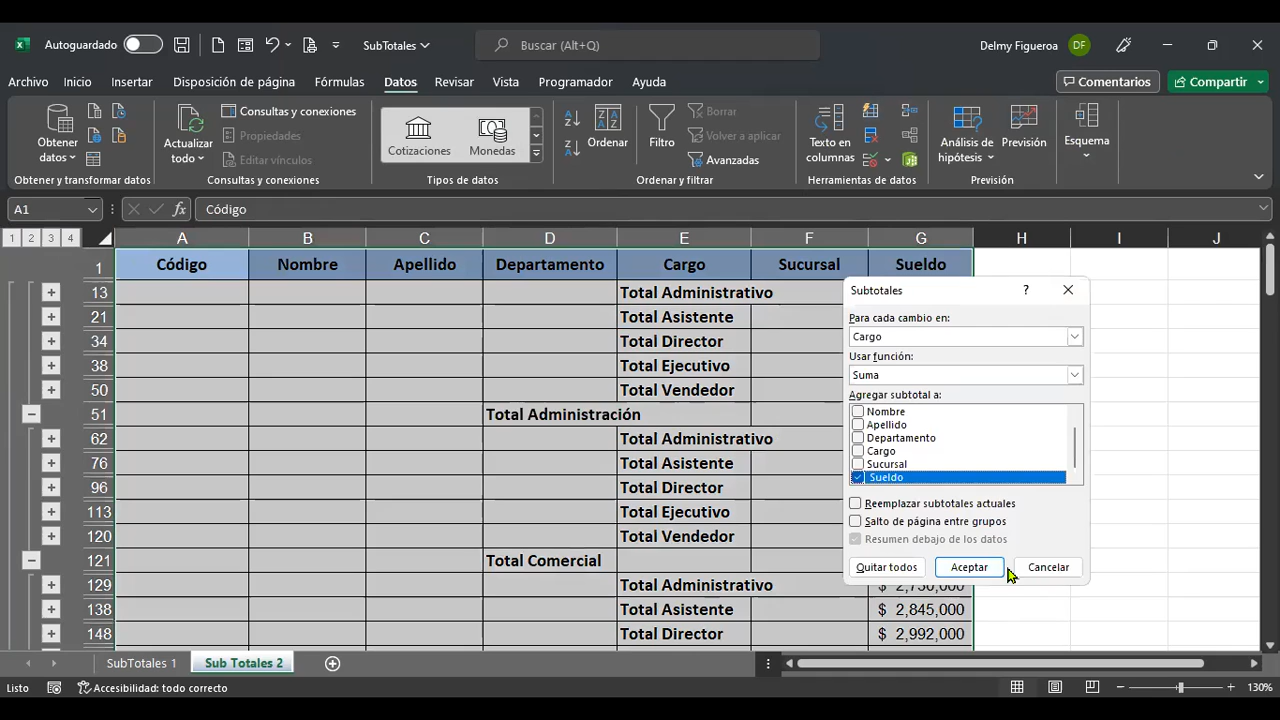 Autoguardado SubTotales Buscar (Alt+Q) Delmy Figueroa DF
Archivo Inicio Insertar Disposición de página Fórmulas Datos Revisar Vista Programador Ayuda Comentarios Compartir
Obtener datos
Actualizar todo
Consultas y conexiones
Propiedades
Editar vínculos
Cotizaciones Monedas
Ordenar
Filtro
Borrar
Volver a aplicar
Avanzadas
Texto en columnas
Análisis de hipótesis
Previsión
Esquema
Obtener y transformar datos Consultas y conexiones Tipos de datos Ordenar y filtrar Herramientas de datos Previsión
A1 fx Código
1 2 3 4 A B C D E F G H I J
1 Código Nombre Apellido Departamento Cargo Sucursal Sueldo
13 Total Administrativo
21 Total Asistente
34 Total Director
38 Total Ejecutivo
50 Total Vendedor
51 Total Administración
62 Total Administrativo
76 Total Asistente
96 Total Director
113 Total Ejecutivo
120 Total Vendedor
121 Total Comercial
129 Total Administrativo $ 2,750,000
138 Total Asistente $ 2,845,000
148 Total Director $ 2,992,000
Subtotales ?
Para cada cambio en:
Cargo
Usar función:
Suma
Agregar subtotal a:
Nombre
Apellido
Departamento
Cargo
Sucursal
Sueldo
Reemplazar subtotales actuales
Salto de página entre grupos
Resumen debajo de los datos
Quitar todos Aceptar Cancelar
SubTotales 1 Sub Totales 2
Listo Accesibilidad: todo correcto 130%